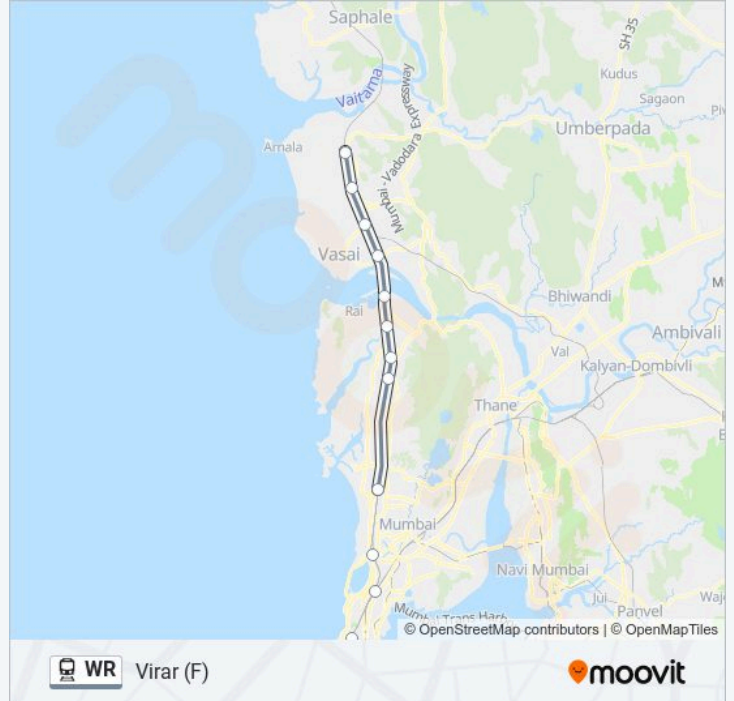 Saphale
SH 35
Kudus
Sagaon
Vaitarna
Mumbai-Vadodara Expressway
Umberpada
Arnala
Vasai
Rai
Bhiwandi
Ambivali
Val
Kalyan-Dombivli
Thane
Mumbai
Navi Mumbai
Jui
Panvel
© OpenStreetMap contributors | © OpenMapTiles
WR Virar (F)
moovit